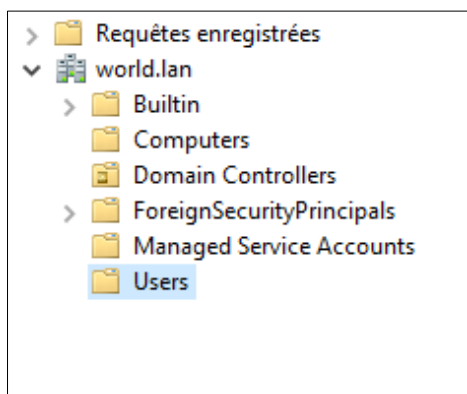 Requêtes enregistrées
world.lan
Builtin
Computers
Domain Controllers
ForeignSecurityPrincipals
Managed Service Accounts
Users